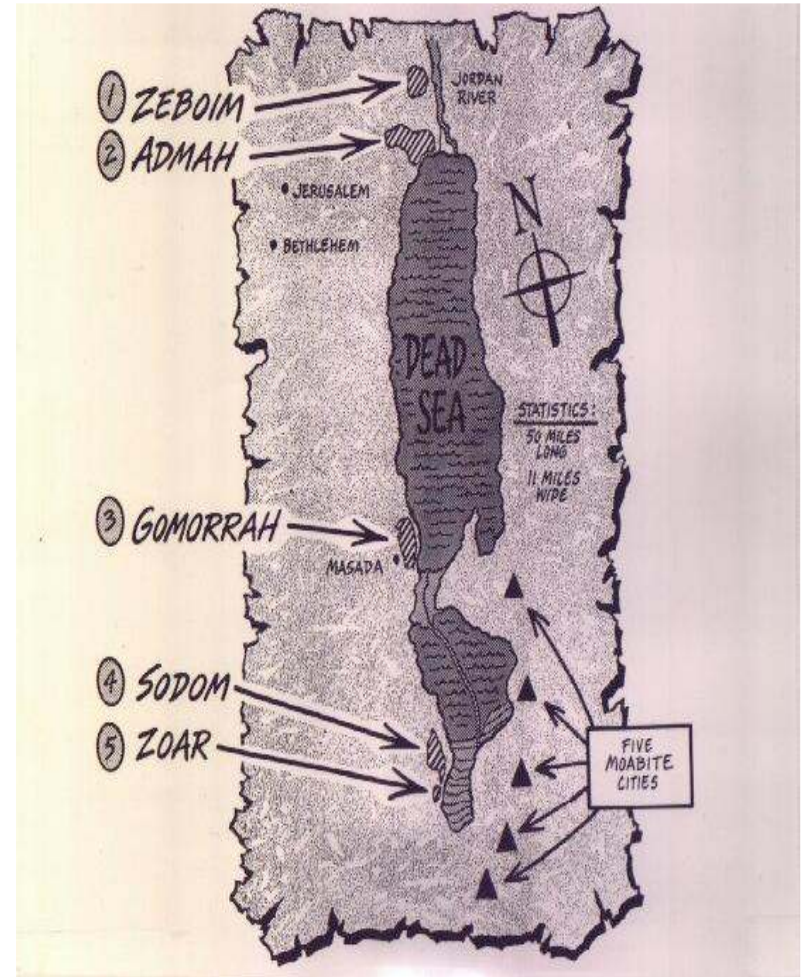 1 ZEBOIM
2 ADMAH
JORDAN
RIVER
JERUSALEM
BETHLEHEM
N
DEAD
SEA
STATISTICS:
50 MILES
LONG
11 MILES
WIDE
3 GOMORRAH
MASADA
4 SODOM
5 ZOAR
FIVE
MOABITE
CITIES